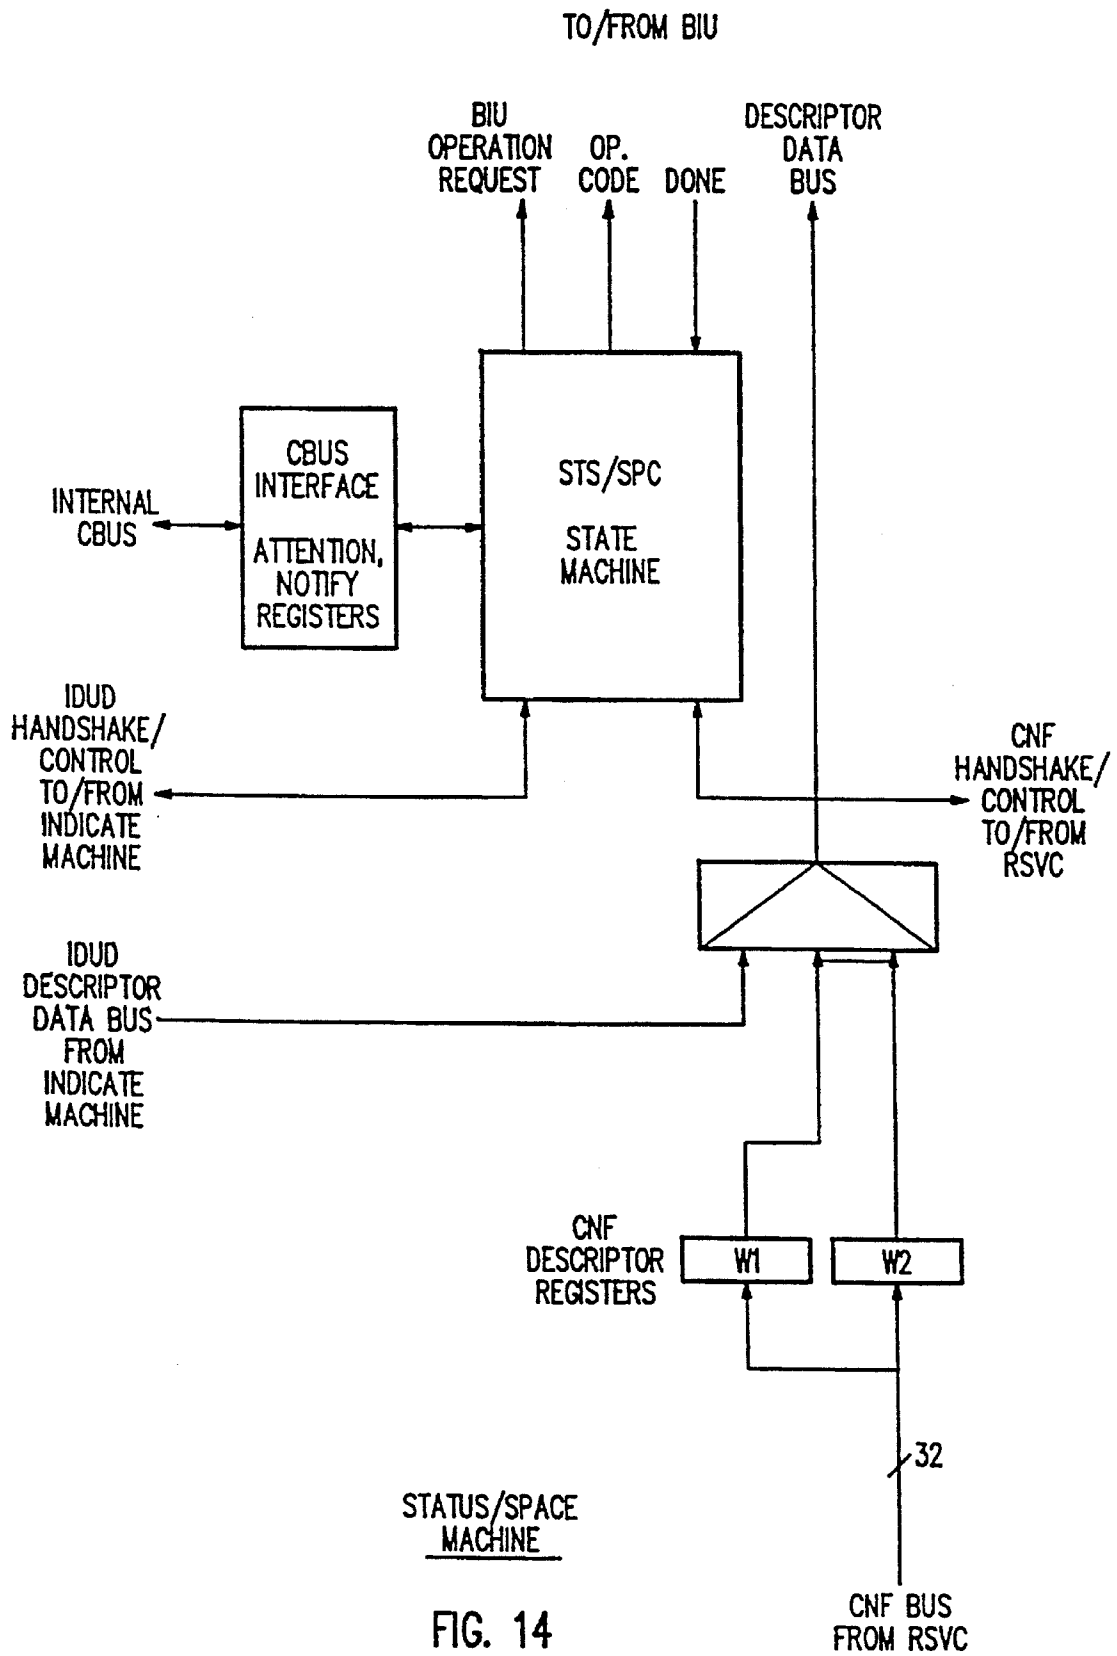 TO/FROM BIU
BIU
OPERATION
REQUEST
OP.
CODE
DONE
DESCRIPTOR
DATA
BUS
CBUS
INTERFACE
ATTENTION,
NOTIFY
REGISTERS
STS/SPC
STATE
MACHINE
INTERNAL
CBUS
IDUD
HANDSHAKE/
CONTROL
TO/FROM
INDICATE
MACHINE
CNF
HANDSHAKE/
CONTROL
TO/FROM
RSVC
IDUD
DESCRIPTOR
DATA BUS
FROM
INDICATE
MACHINE
CNF
DESCRIPTOR
REGISTERS
W1
W2
32
STATUS/SPACE
MACHINE
CNF BUS
FROM RSVC
FIG. 14